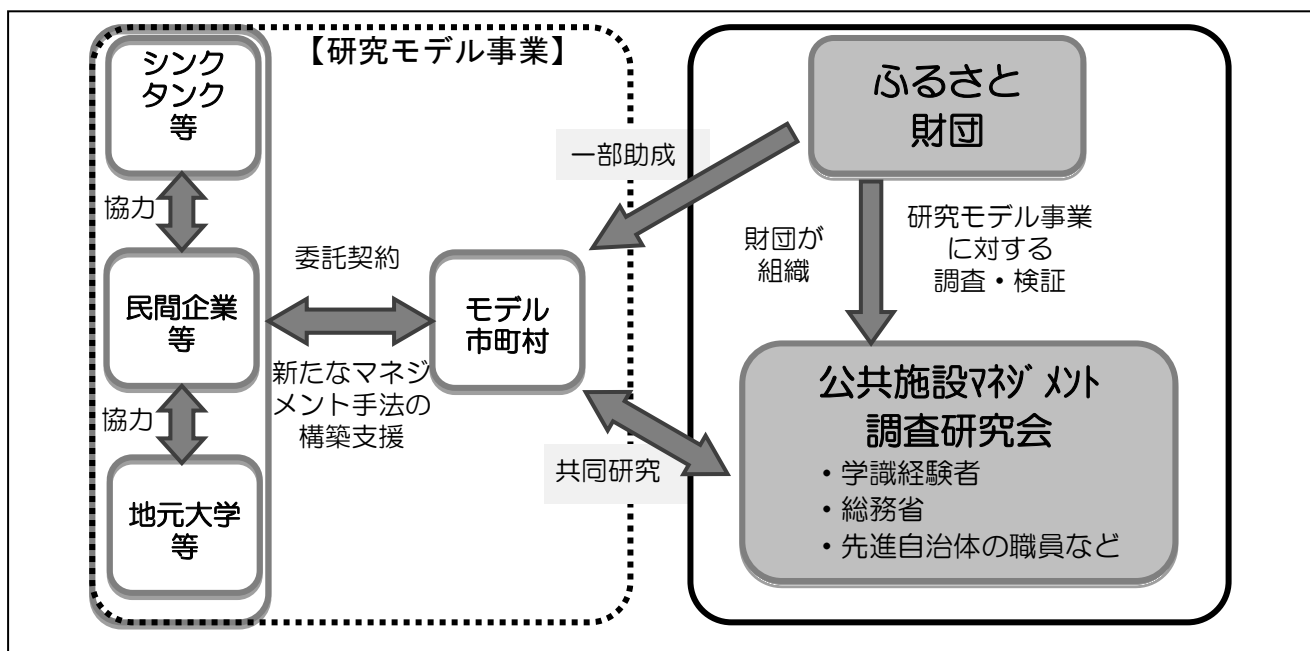 【研究モデル事業】
シンク
タンク
等
協力
民間企業
等
協力
地元大学
等
委託契約
新たなマネジ
メント手法の
構築支援
モデル
市町村
一部助成
共同研究
ふるさと
財団
財団が
組織
研究モデル事業
に対する
調査・検証
公共施設ﾏﾈｼﾞﾒﾝﾄ
調査研究会
・学識経験者
・総務省
・先進自治体の職員など